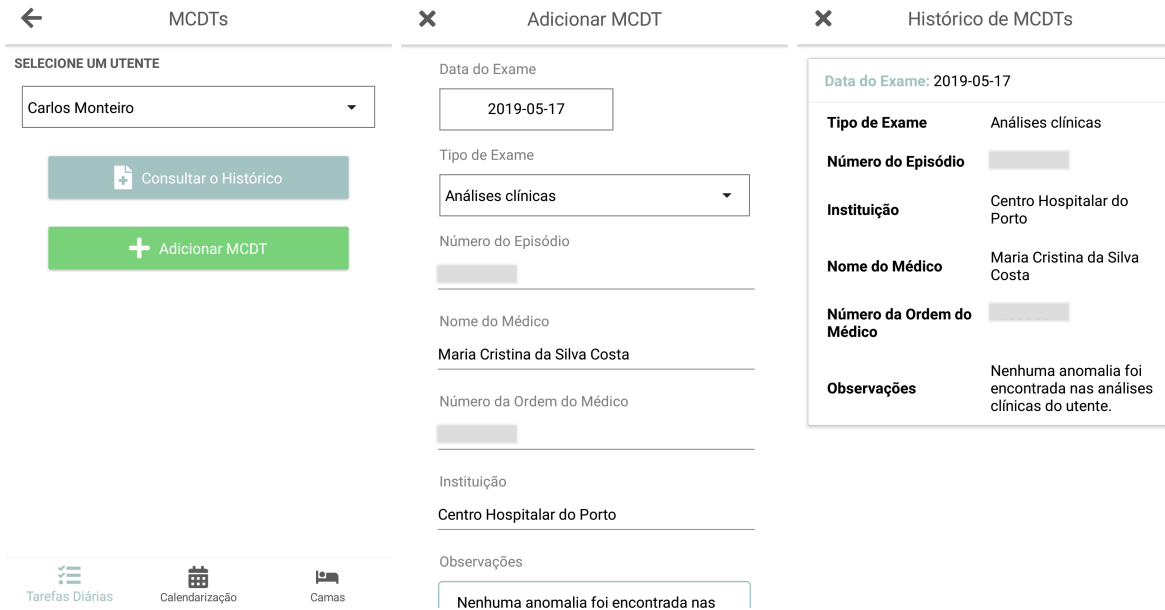 MCDTs
SELECIONE UM UTENTE
Carlos Monteiro
Consultar o Histórico
Adicionar MCDT
Tarefas Diárias
Calendarização
Camas
Adicionar MCDT
Data do Exame
2019-05-17
Tipo de Exame
Análises clínicas
Número do Episódio
Nome do Médico
Maria Cristina da Silva Costa
Número da Ordem do Médico
Instituição
Centro Hospitalar do Porto
Observações
Nenhuma anomalia foi encontrada nas
Histórico de MCDTs
Data do Exame: 2019-05-17
Tipo de Exame Análises clínicas
Número do Episódio
Instituição
Centro Hospitalar do
Porto
Nome do Médico
Maria Cristina da Silva
Costa
Número da Ordem do
Médico
Observações
Nenhuma anomalia foi
encontrada nas análises
clínicas do utente.